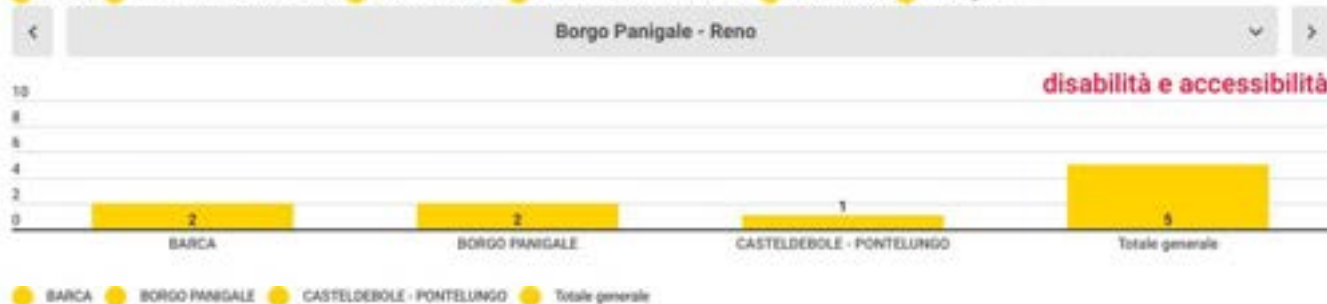 Borgo Panigale - Reno
disabilità e accessibilità
10
8
6
4
2
0
2
2
1
5
BARCA BORGO PANIGALE CASTELDEBOLE - PONTELUNGO Totale generale
BARCA BORGO PANIGALE CASTELDEBOLE - PONTELUNGO Totale generale